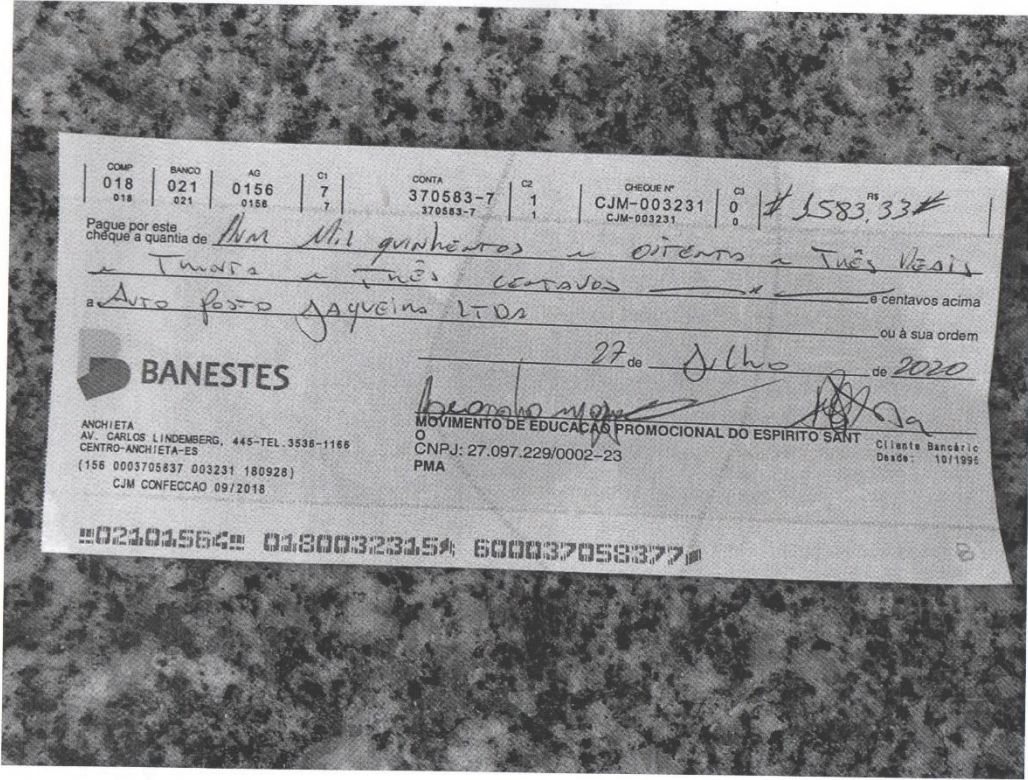 COMP BANCO AG C1 CONTA C2 CHEQUE Nº C3 R$
018 021 0156 7 370583-7 1 CJM-003231 0 # 1583,33 #
018 021 0156 7 370583-7 1 CJM-003231 0
Pague por este
cheque a quantia de Hum Mil quinhentos e oitenta e Três Reais
e Trinta e Três centavos e centavos acima
a Auto Posto Jaqueira LTDA ou à sua ordem
27 de Julho de 2020
BANESTES
MOVIMENTO DE EDUCAÇÃO PROMOCIONAL DO ESPIRITO SANT
O
CNPJ: 27.097.229/0002-23
PMA
Cliente Bancário
Desde: 10/1996
ANCHIETA
AV. CARLOS LINDEMBERG, 445-TEL.3536-1166
CENTRO-ANCHIETA-ES
(156 0003705837 003231 180928)
CJM CONFECCAO 09/2018
02101564 0180032315 600037058377